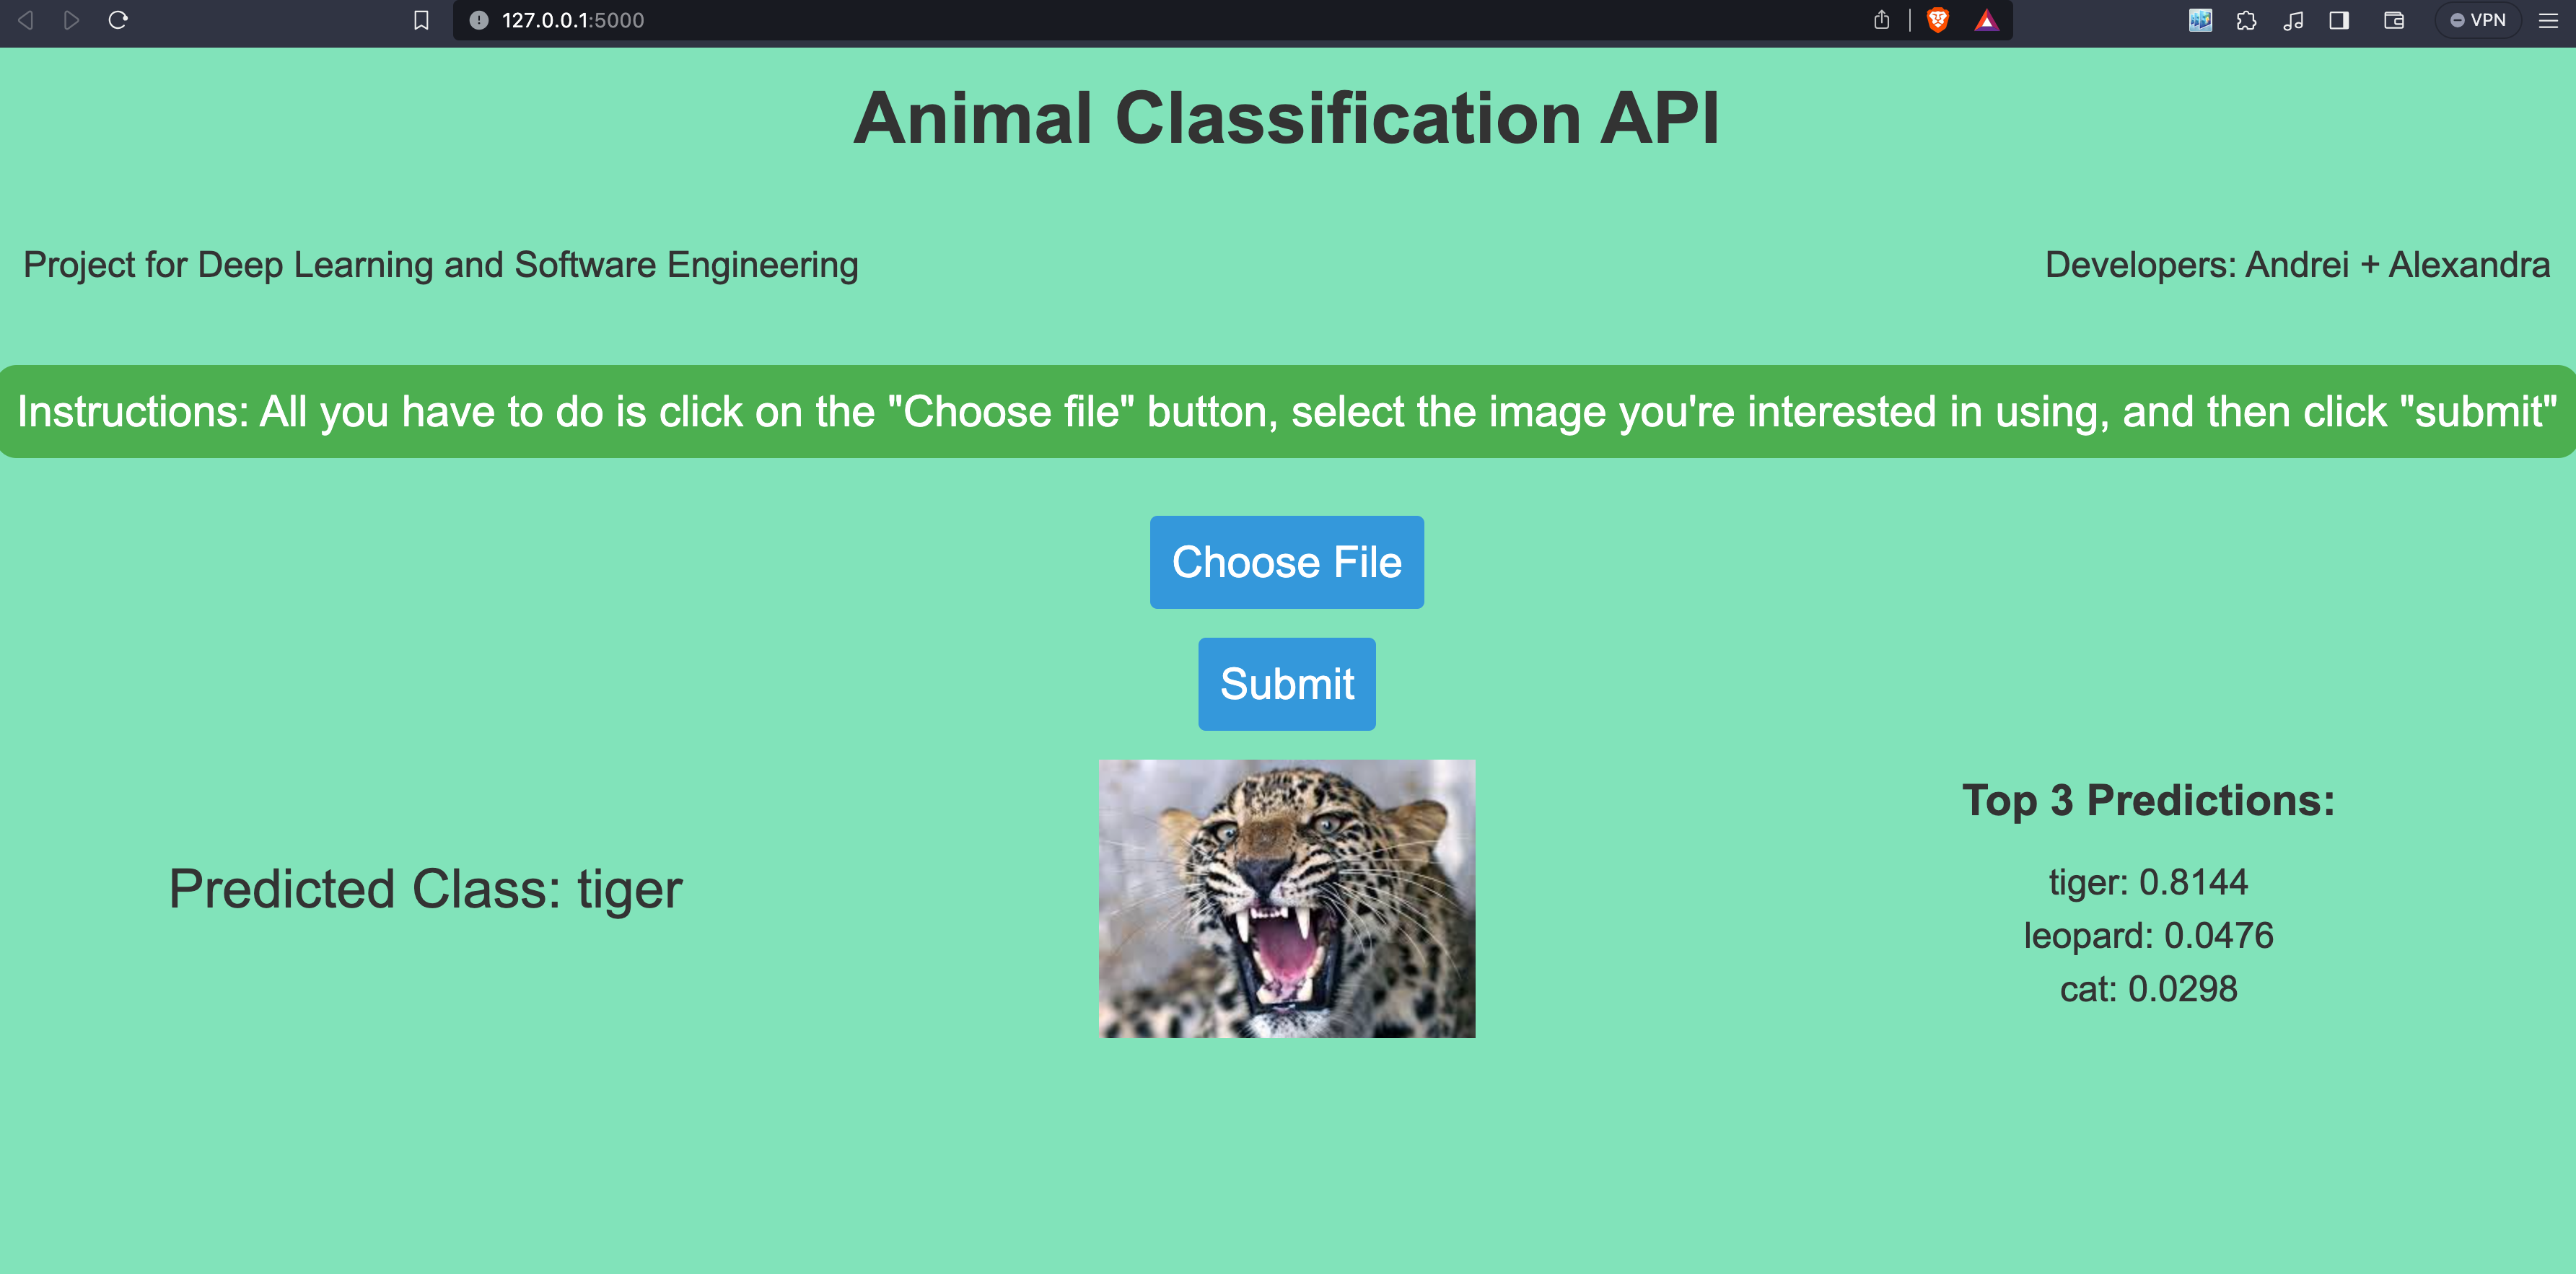 127.0.0.1:5000
VPN
Animal Classification API
Project for Deep Learning and Software Engineering
Developers: Andrei + Alexandra
Instructions: All you have to do is click on the "Choose file" button, select the image you're interested in using, and then click "submit"
Choose File
Submit
Predicted Class: tiger
Top 3 Predictions:
tiger: 0.8144
leopard: 0.0476
cat: 0.0298